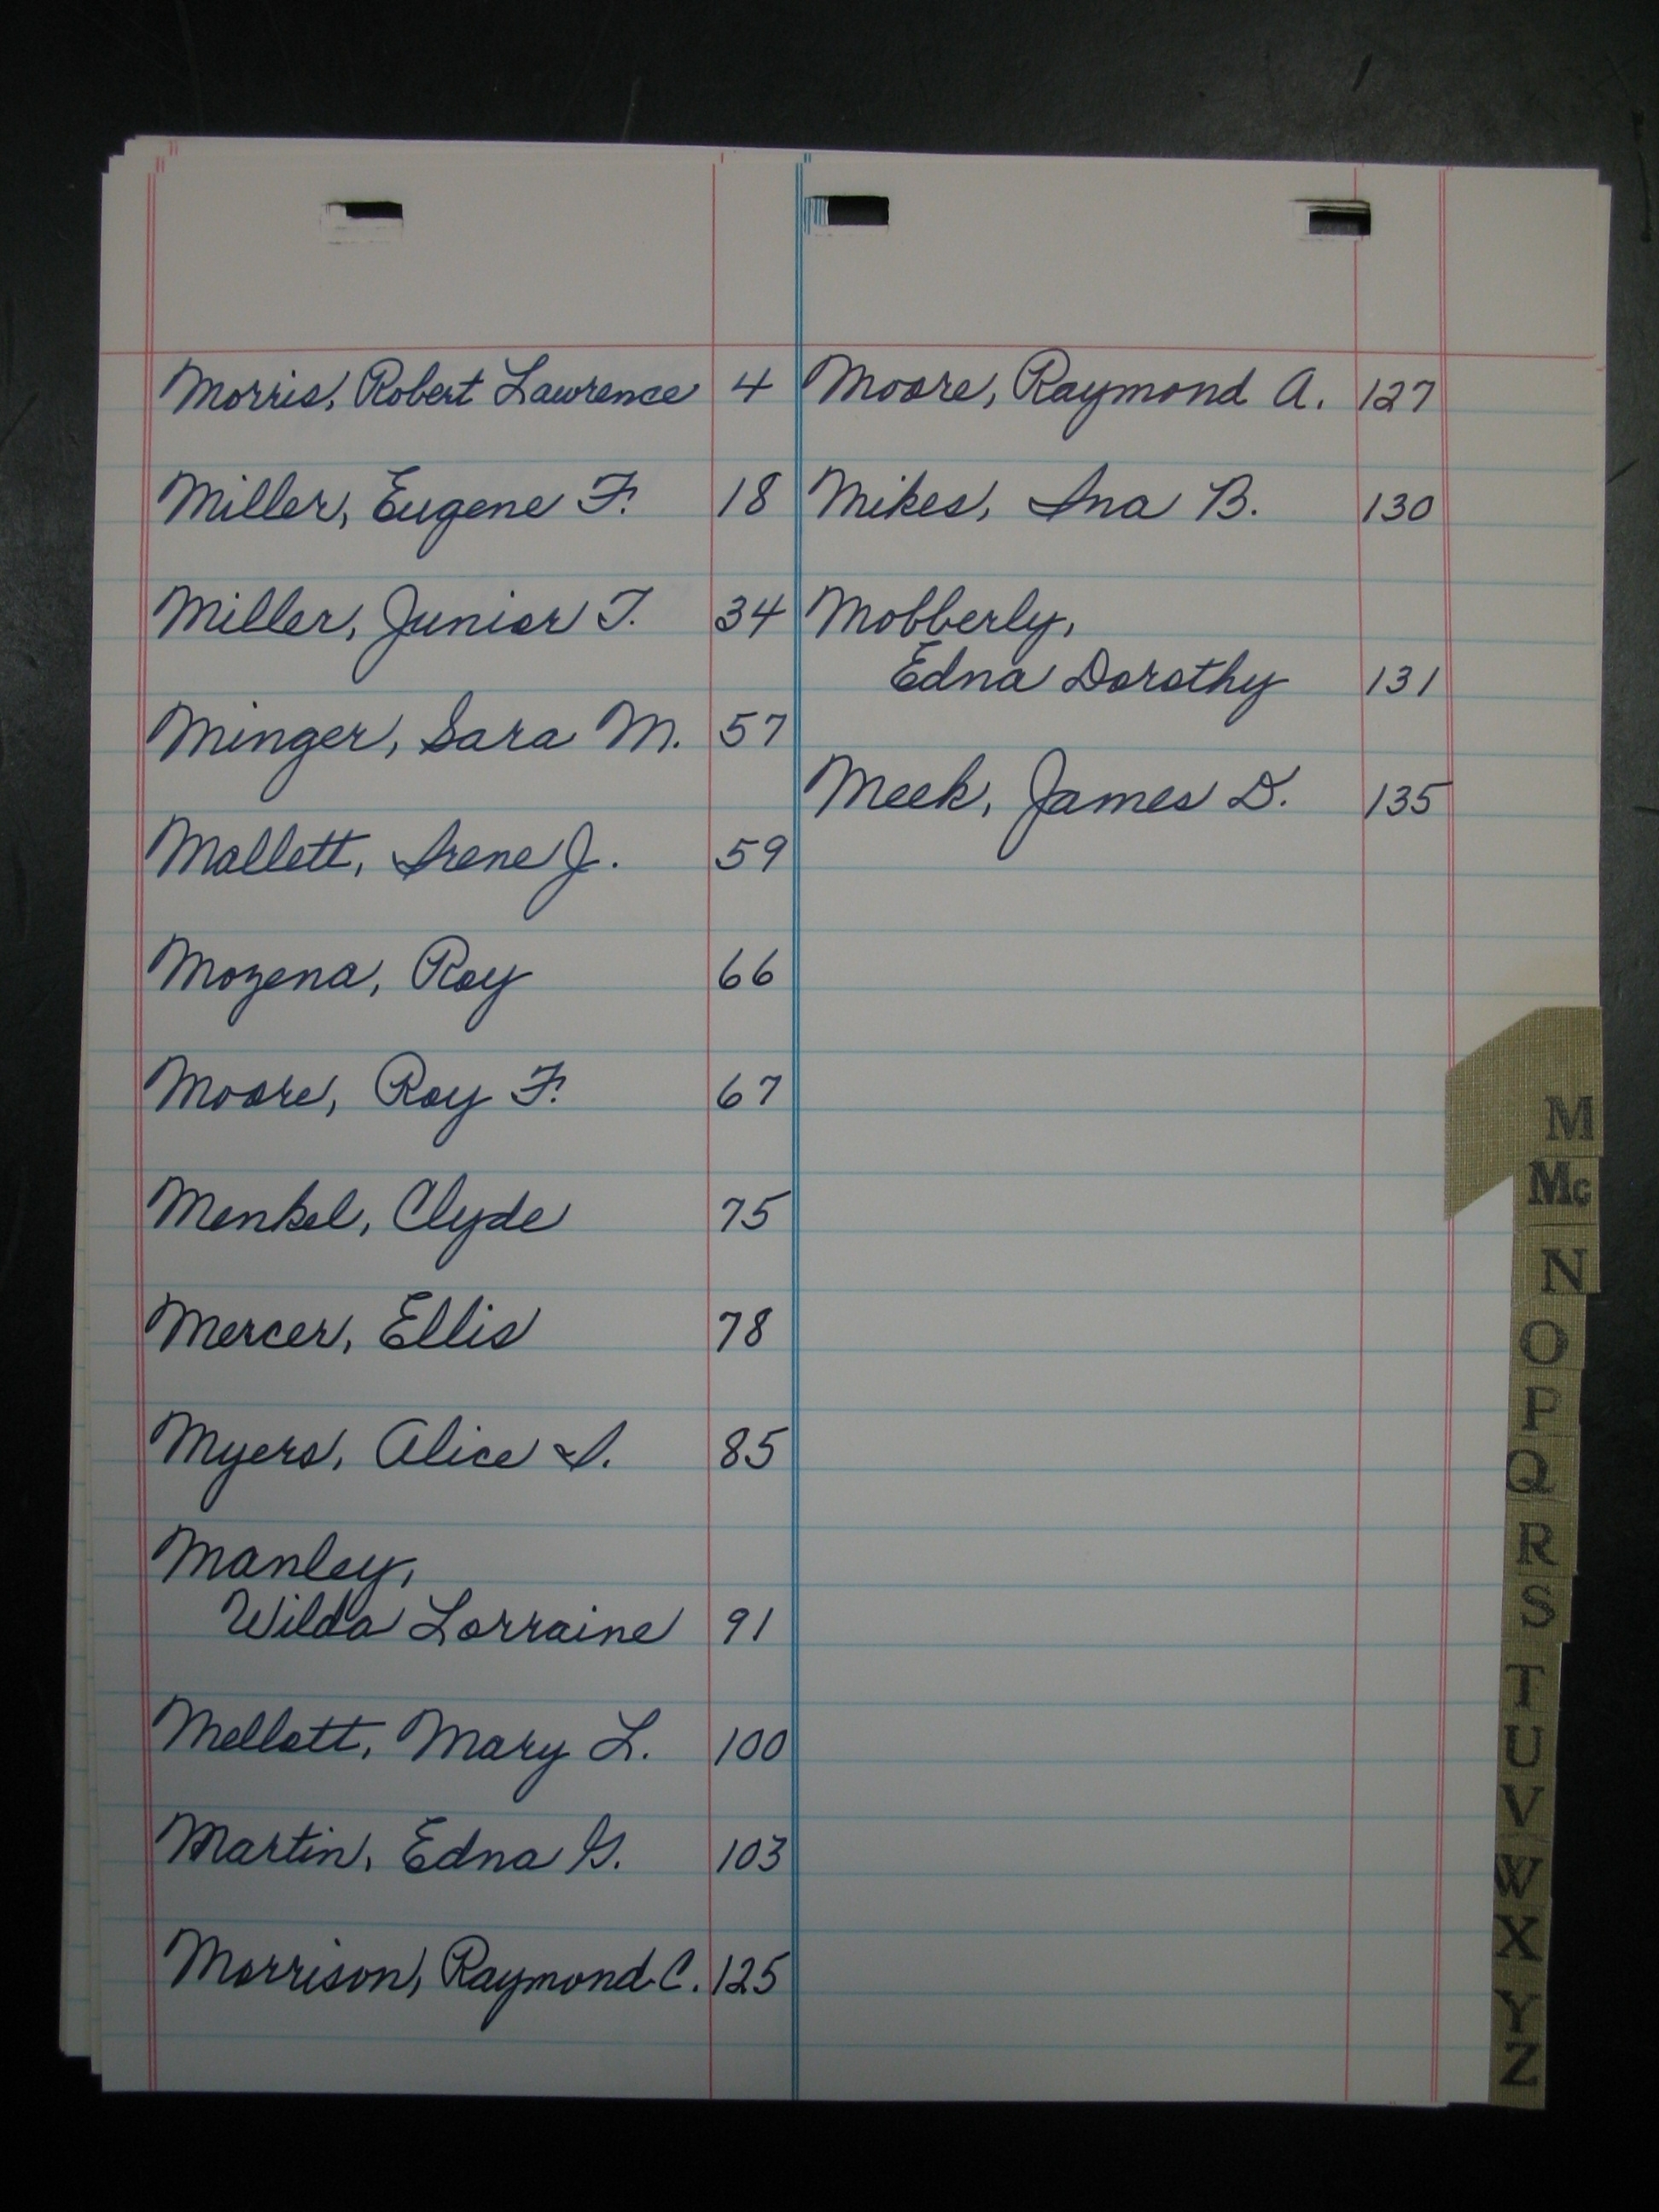 Morris, Robert Lawrence 4
Miller, Eugene F. 18
Miller, Junior T. 34
Minger, Sara M. 57
Mallett, Irene J. 59
Mozena, Roy 66
Moore, Roy F. 67
Menkel, Clyde 75
Mercer, Ellis 78
Myers, Alice I. 85
Manley,
Wilda Lorraine 91
Mellott, Mary L. 100
Martin, Edna G. 103
Morrison, Raymond C. 125
Moore, Raymond A. 127
Mikes, Ina B. 130
Mobberly,
Edna Dorothy 131
Meek, James D. 135
M
Mc
N
O
P
Q
R
S
T
U
V
W
X
Y
Z